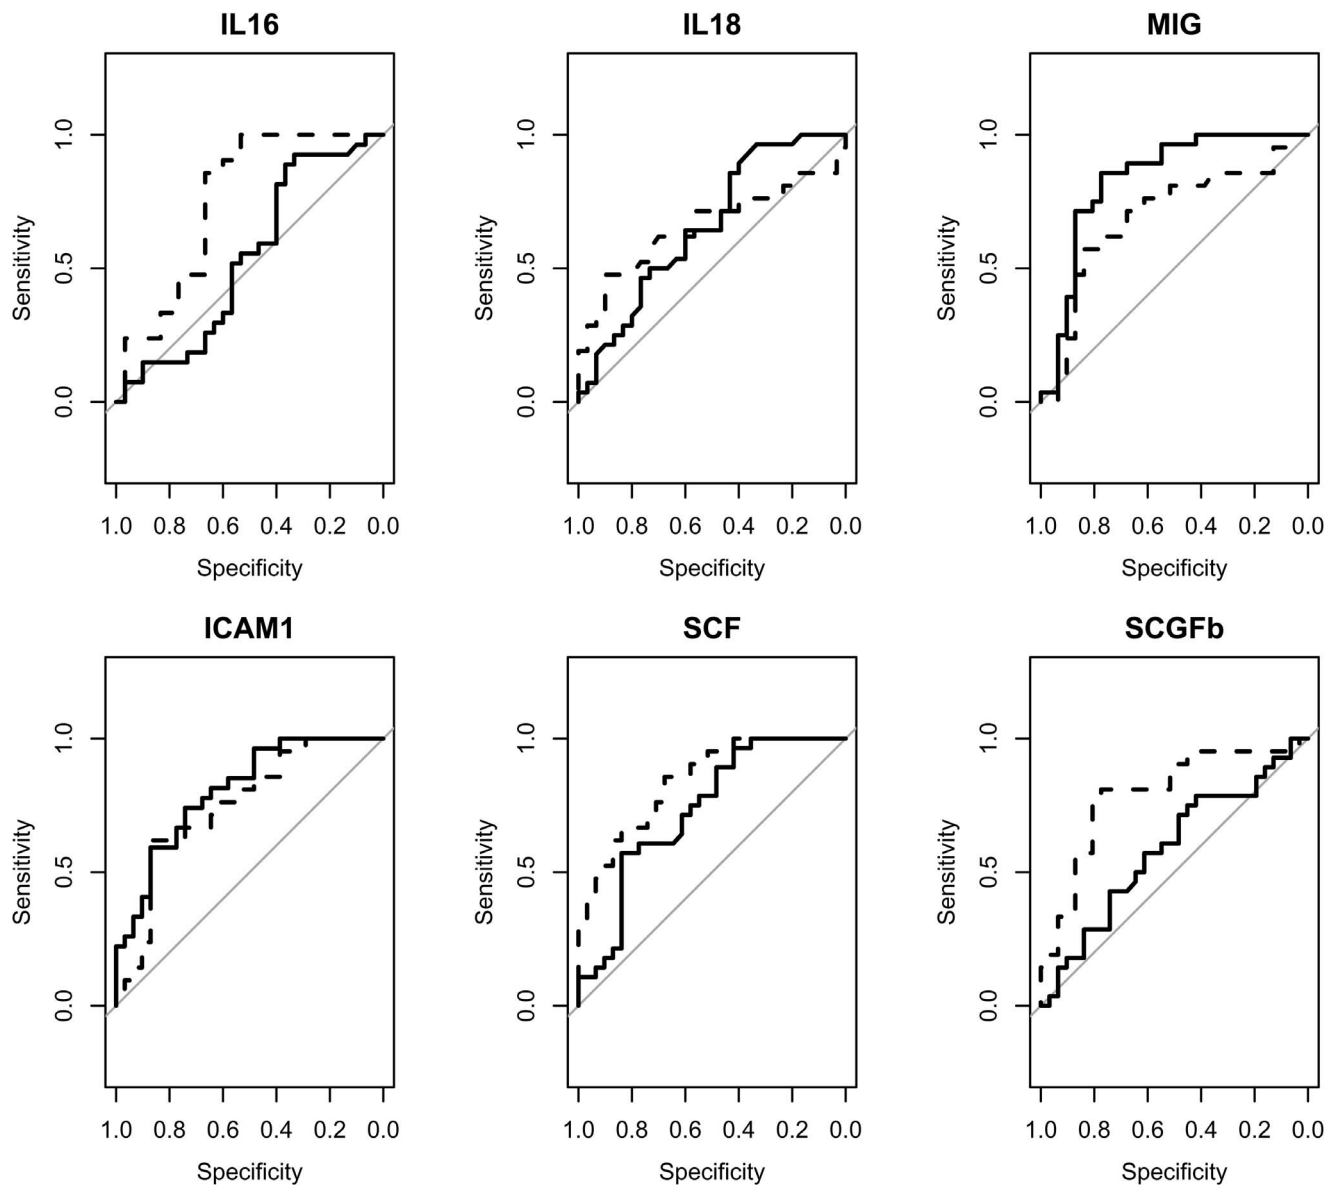 IL16 IL18 MIG
1.0 1.0 1.0
Sensitivity Sensitivity Sensitivity
0.5 0.5 0.5
0.0 0.0 0.0
1.0 0.8 0.6 0.4 0.2 0.0 1.0 0.8 0.6 0.4 0.2 0.0 1.0 0.8 0.6 0.4 0.2 0.0
Specificity Specificity Specificity
ICAM1 SCF SCGFb
1.0 1.0 1.0
Sensitivity Sensitivity Sensitivity
0.5 0.5 0.5
0.0 0.0 0.0
1.0 0.8 0.6 0.4 0.2 0.0 1.0 0.8 0.6 0.4 0.2 0.0 1.0 0.8 0.6 0.4 0.2 0.0
Specificity Specificity Specificity